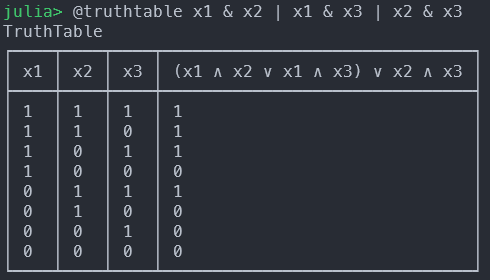 julia> @truthtable x1 & x2 | x1 & x3 | x2 & x3
TruthTable
x1 x2 x3 (x1 ∧ x2 ∨ x1 ∧ x3) ∨ x2 ∧ x3
1 1 1 1
1 1 0 1
1 0 1 1
1 0 0 0
0 1 1 1
0 1 0 0
0 0 1 0
0 0 0 0